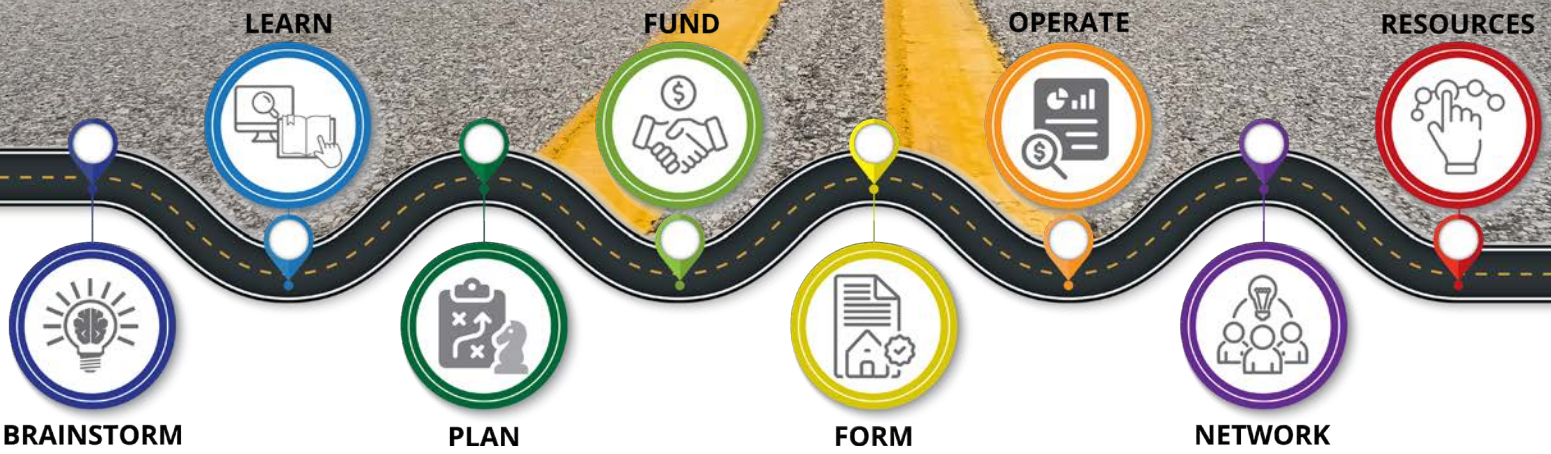 LEARN
FUND
OPERATE
RESOURCES
BRAINSTORM
PLAN
FORM
NETWORK